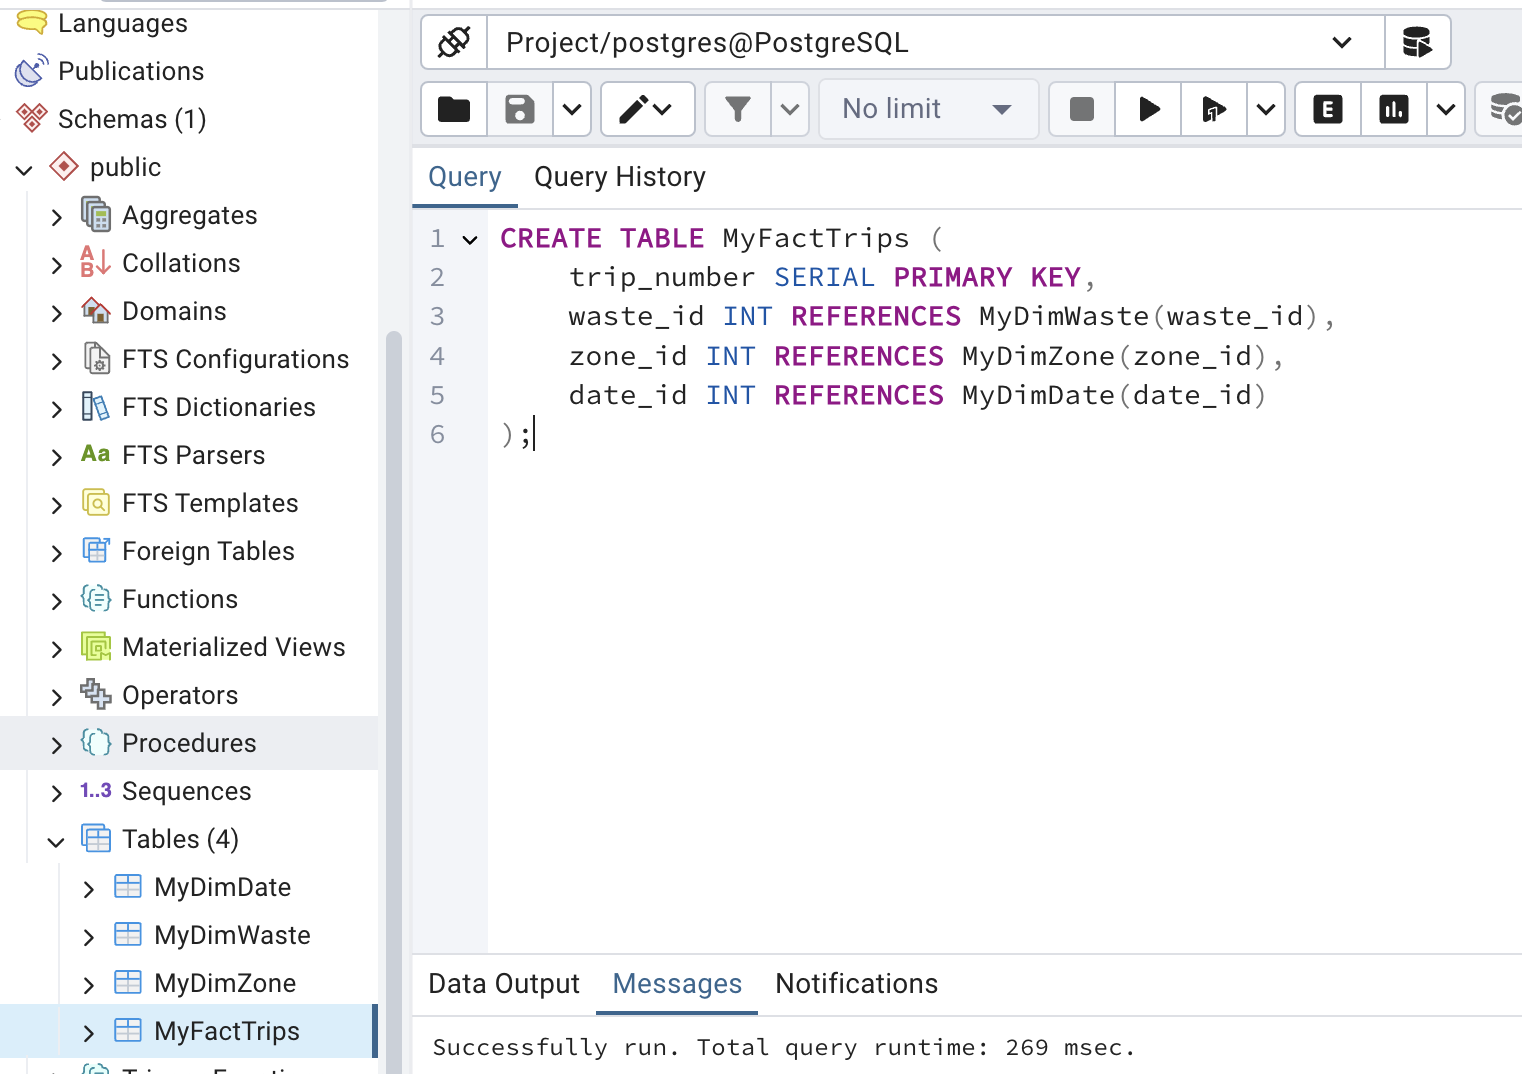 Languages
Publications
Schemas (1)
public
Aggregates
Collations
Domains
FTS Configurations
FTS Dictionaries
Aa FTS Parsers
FTS Templates
Foreign Tables
Functions
Materialized Views
Operators
Procedures
1..3 Sequences
Tables (4)
MyDimDate
MyDimWaste
MyDimZone
MyFactTrips
Project/postgres@PostgreSQL
No limit
E
Query Query History
1 CREATE TABLE MyFactTrips (
2 trip_number SERIAL PRIMARY KEY,
3 waste_id INT REFERENCES MyDimWaste(waste_id),
4 zone_id INT REFERENCES MyDimZone(zone_id),
5 date_id INT REFERENCES MyDimDate(date_id)
6 );
Data Output Messages Notifications
Successfully run. Total query runtime: 269 msec.